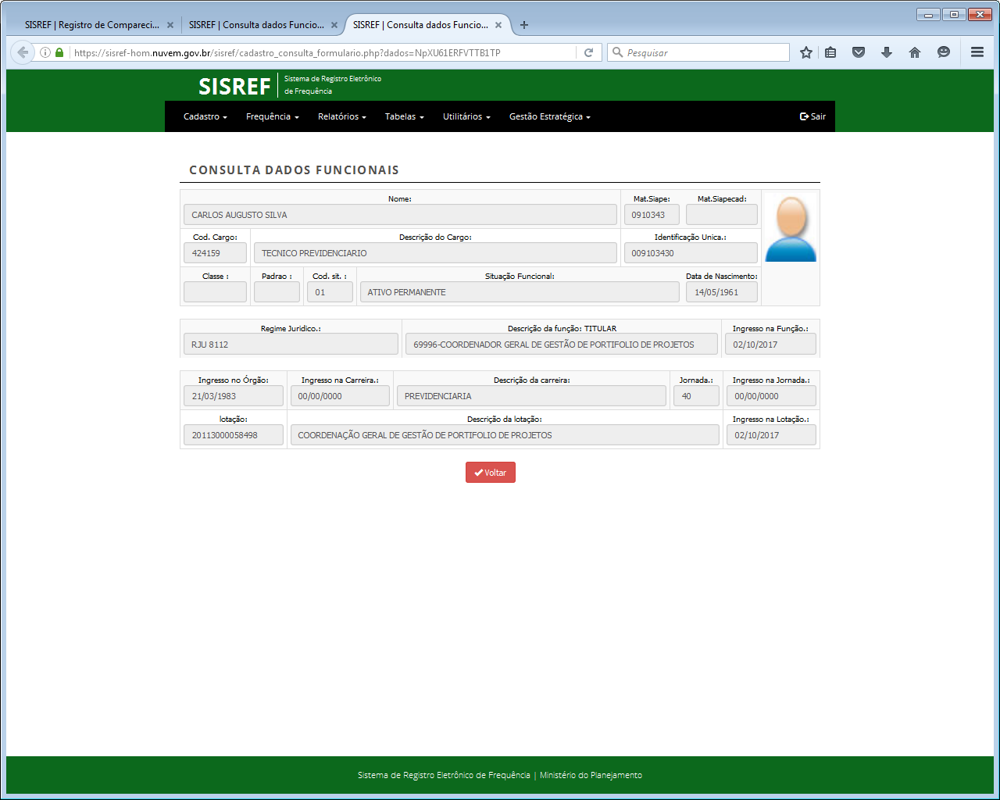 SISREF | Registro de Compareci...
SISREF | Consulta dados Funcio...
SISREF | Consulta dados Funcio...
https://sisref-hom.nuvem.gov.br/sisref/cadastro_consulta_formulario.php?dados=NpXU61ERFVTTB1TP
Pesquisar
SISREF
Sistema de Registro Eletrônico
de Frequência
Cadastro
Frequência
Relatórios
Tabelas
Utilitários
Gestão Estratégica
Sair
CONSULTA DADOS FUNCIONAIS
Nome:
Mat.Siape:
Mat.Siapecad:
CARLOS AUGUSTO SILVA
0910343
Cod. Cargo:
Descrição do Cargo:
Identificação Unica.:
424159
TECNICO PREVIDENCIARIO
009103430
Classe :
Padrao :
Cod. sit. :
Situação Funcional:
Data de Nascimento:
01
ATIVO PERMANENTE
14/05/1961
Regime Juridico.:
Descrição da função: TITULAR
Ingresso na Função.:
RJU 8112
69996-COORDENADOR GERAL DE GESTÃO DE PORTIFOLIO DE PROJETOS
02/10/2017
Ingresso no Órgão:
Ingresso na Carreira.:
Descrição da carreira:
Jornada.:
Ingresso na Jornada.:
21/03/1983
00/00/0000
PREVIDENCIARIA
40
00/00/0000
lotação:
Descrição da lotação:
Ingresso na Lotação.:
20113000058498
COORDENAÇÃO GERAL DE GESTÃO DE PORTIFOLIO DE PROJETOS
02/10/2017
Voltar
Sistema de Registro Eletrônico de Frequência | Ministério do Planejamento